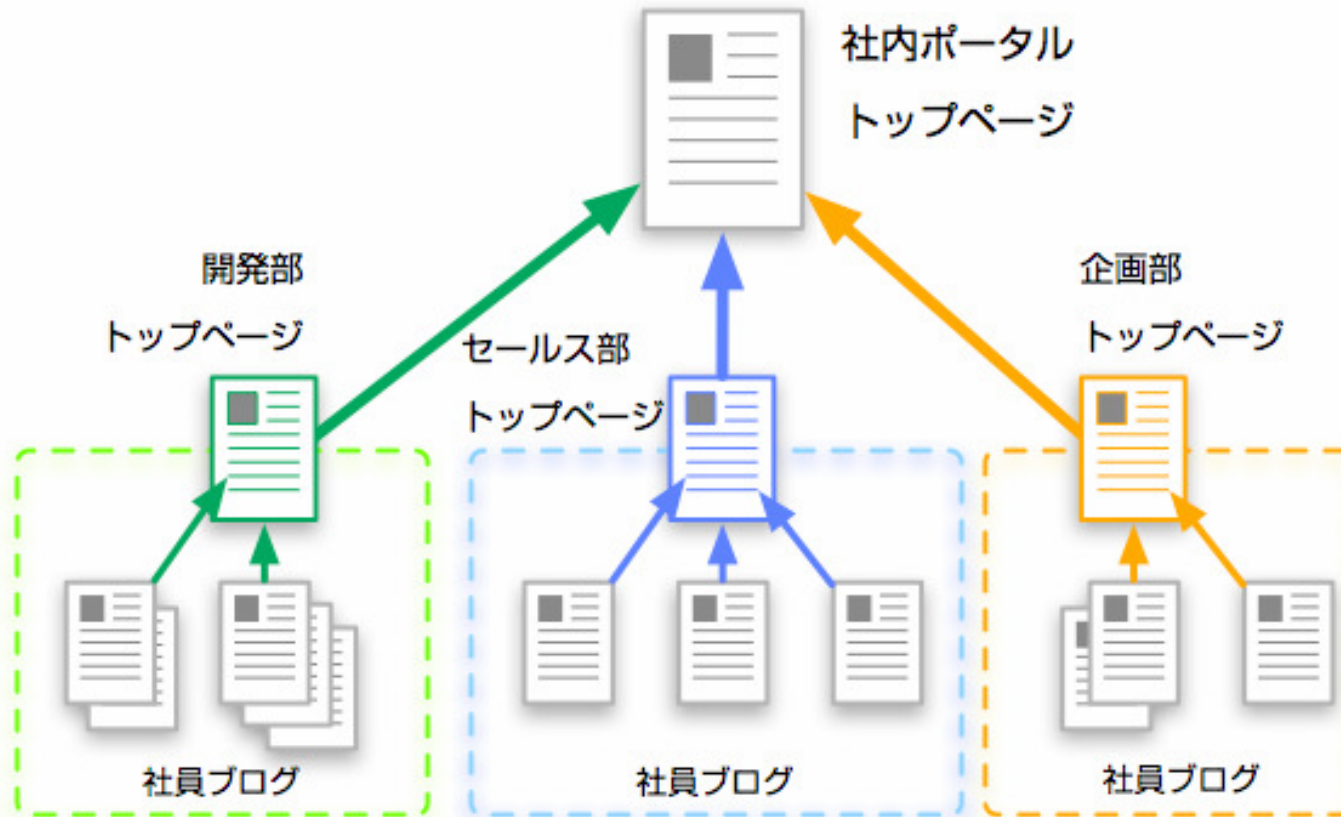 社内ポータル
トップページ
開発部
トップページ
セールス部
トップページ
企画部
トップページ
社員ブログ
社員ブログ
社員ブログ